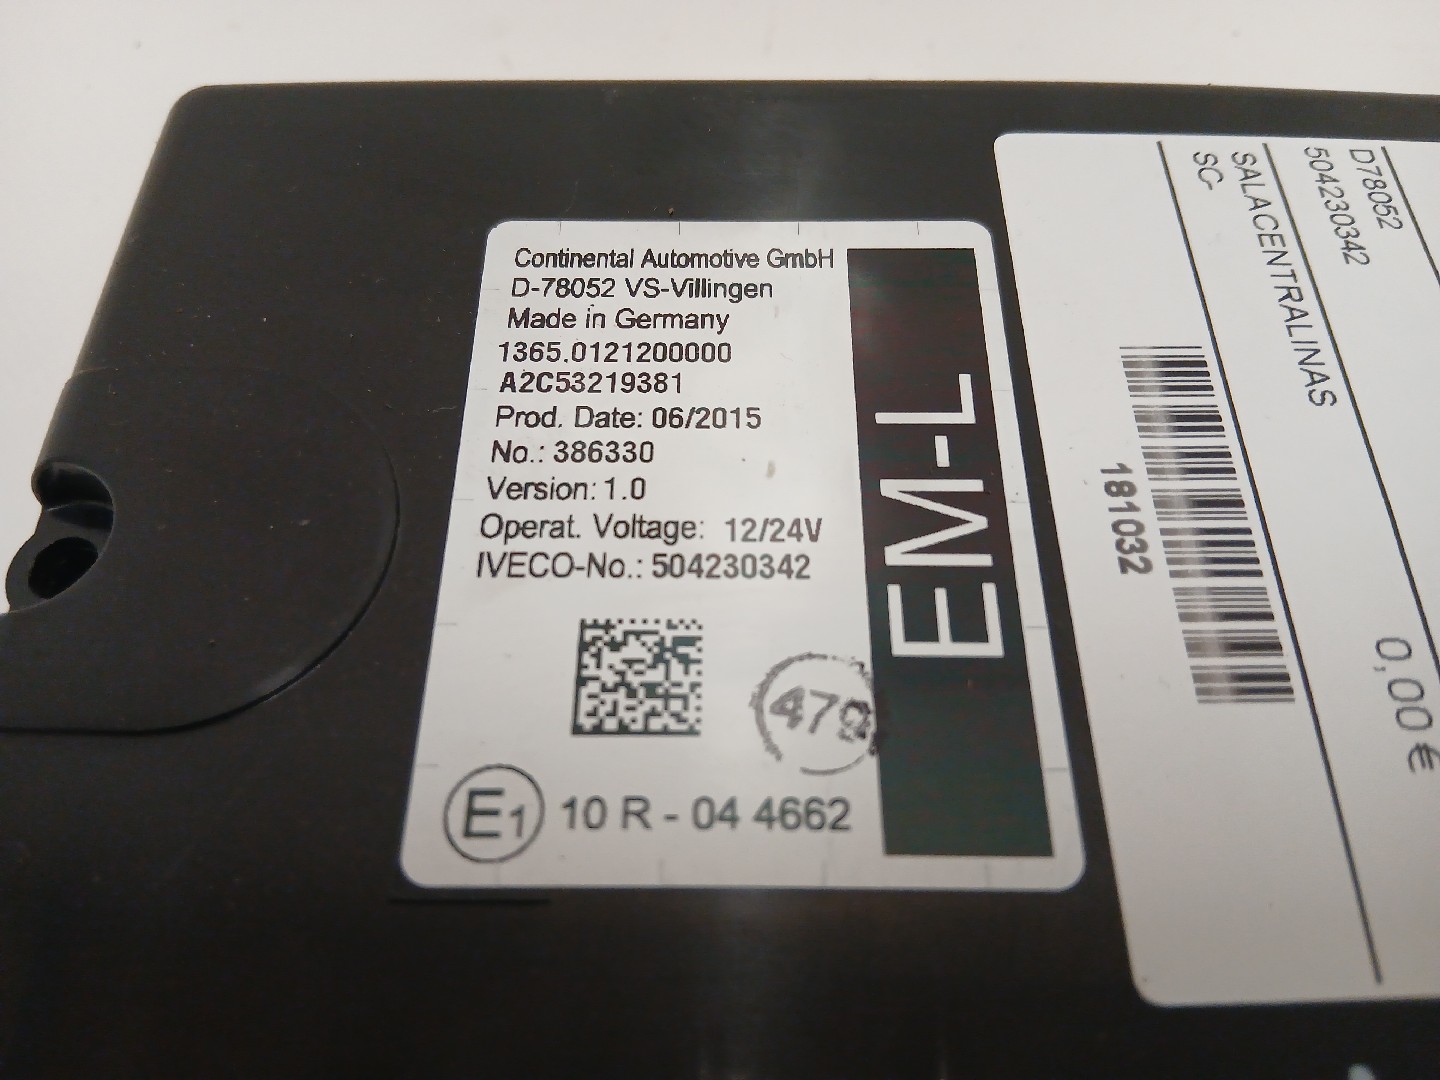 Continental Automotive GmbH
D-78052 VS-Villingen
Made in Germany
1365.0121200000
A2C53219381
Prod. Date: 06/2015
No.: 386330
Version: 1.0
Operat. Voltage: 12/24V
IVECO-No.: 504230342
EM-L
E1 10 R - 04 4662
D78052
504230342
SALACENTRALINAS
SC-
181032
0,00 €